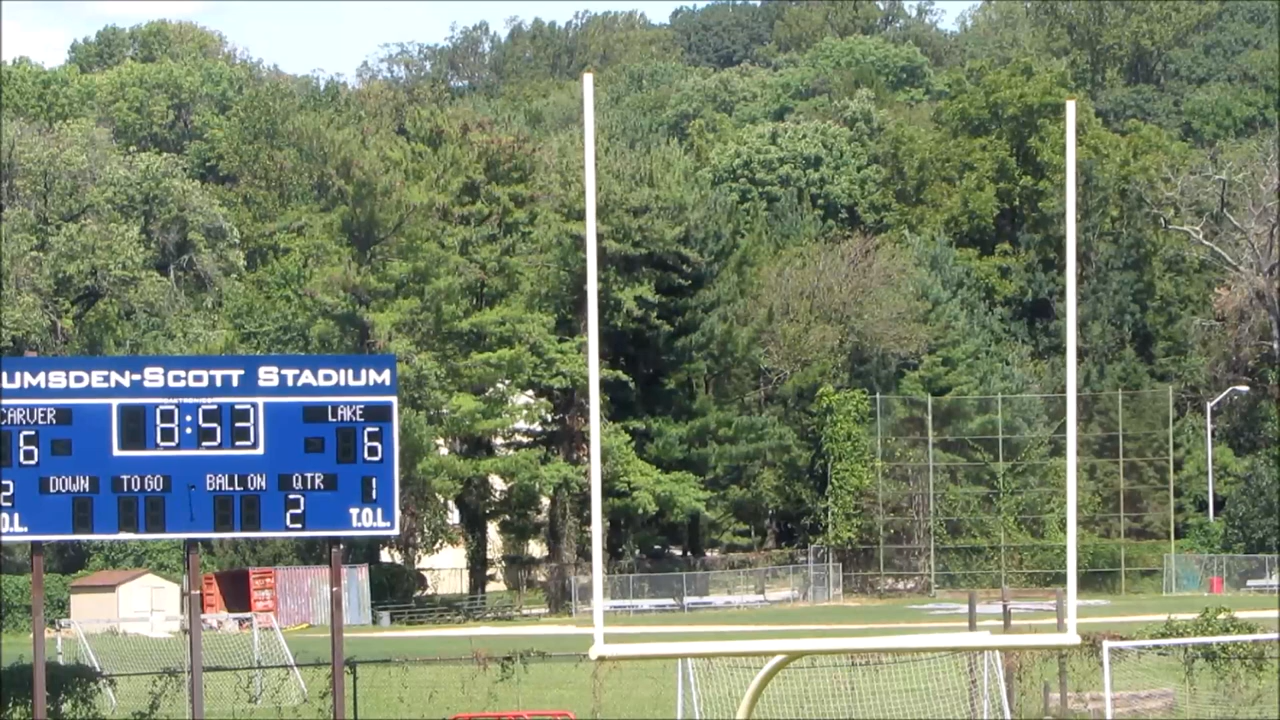 UMSDEN-SCOTT STADIUM
CARVER 8:53 LAKE
6 6
DOWN TO GO BALL ON QTR
2 2 1
O.L. T.O.L.